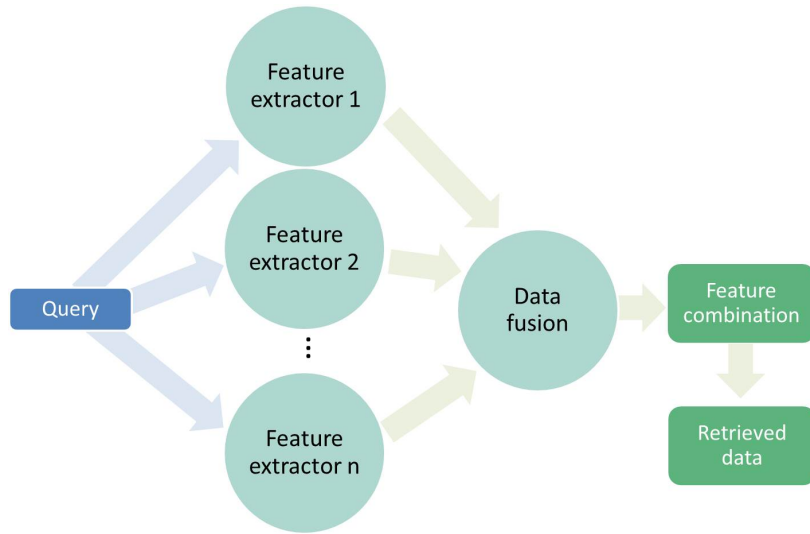 Feature
extractor 1
Feature
extractor 2
Query
Data
fusion
Feature
combination
⋮
Feature
extractor n
Retrieved
data